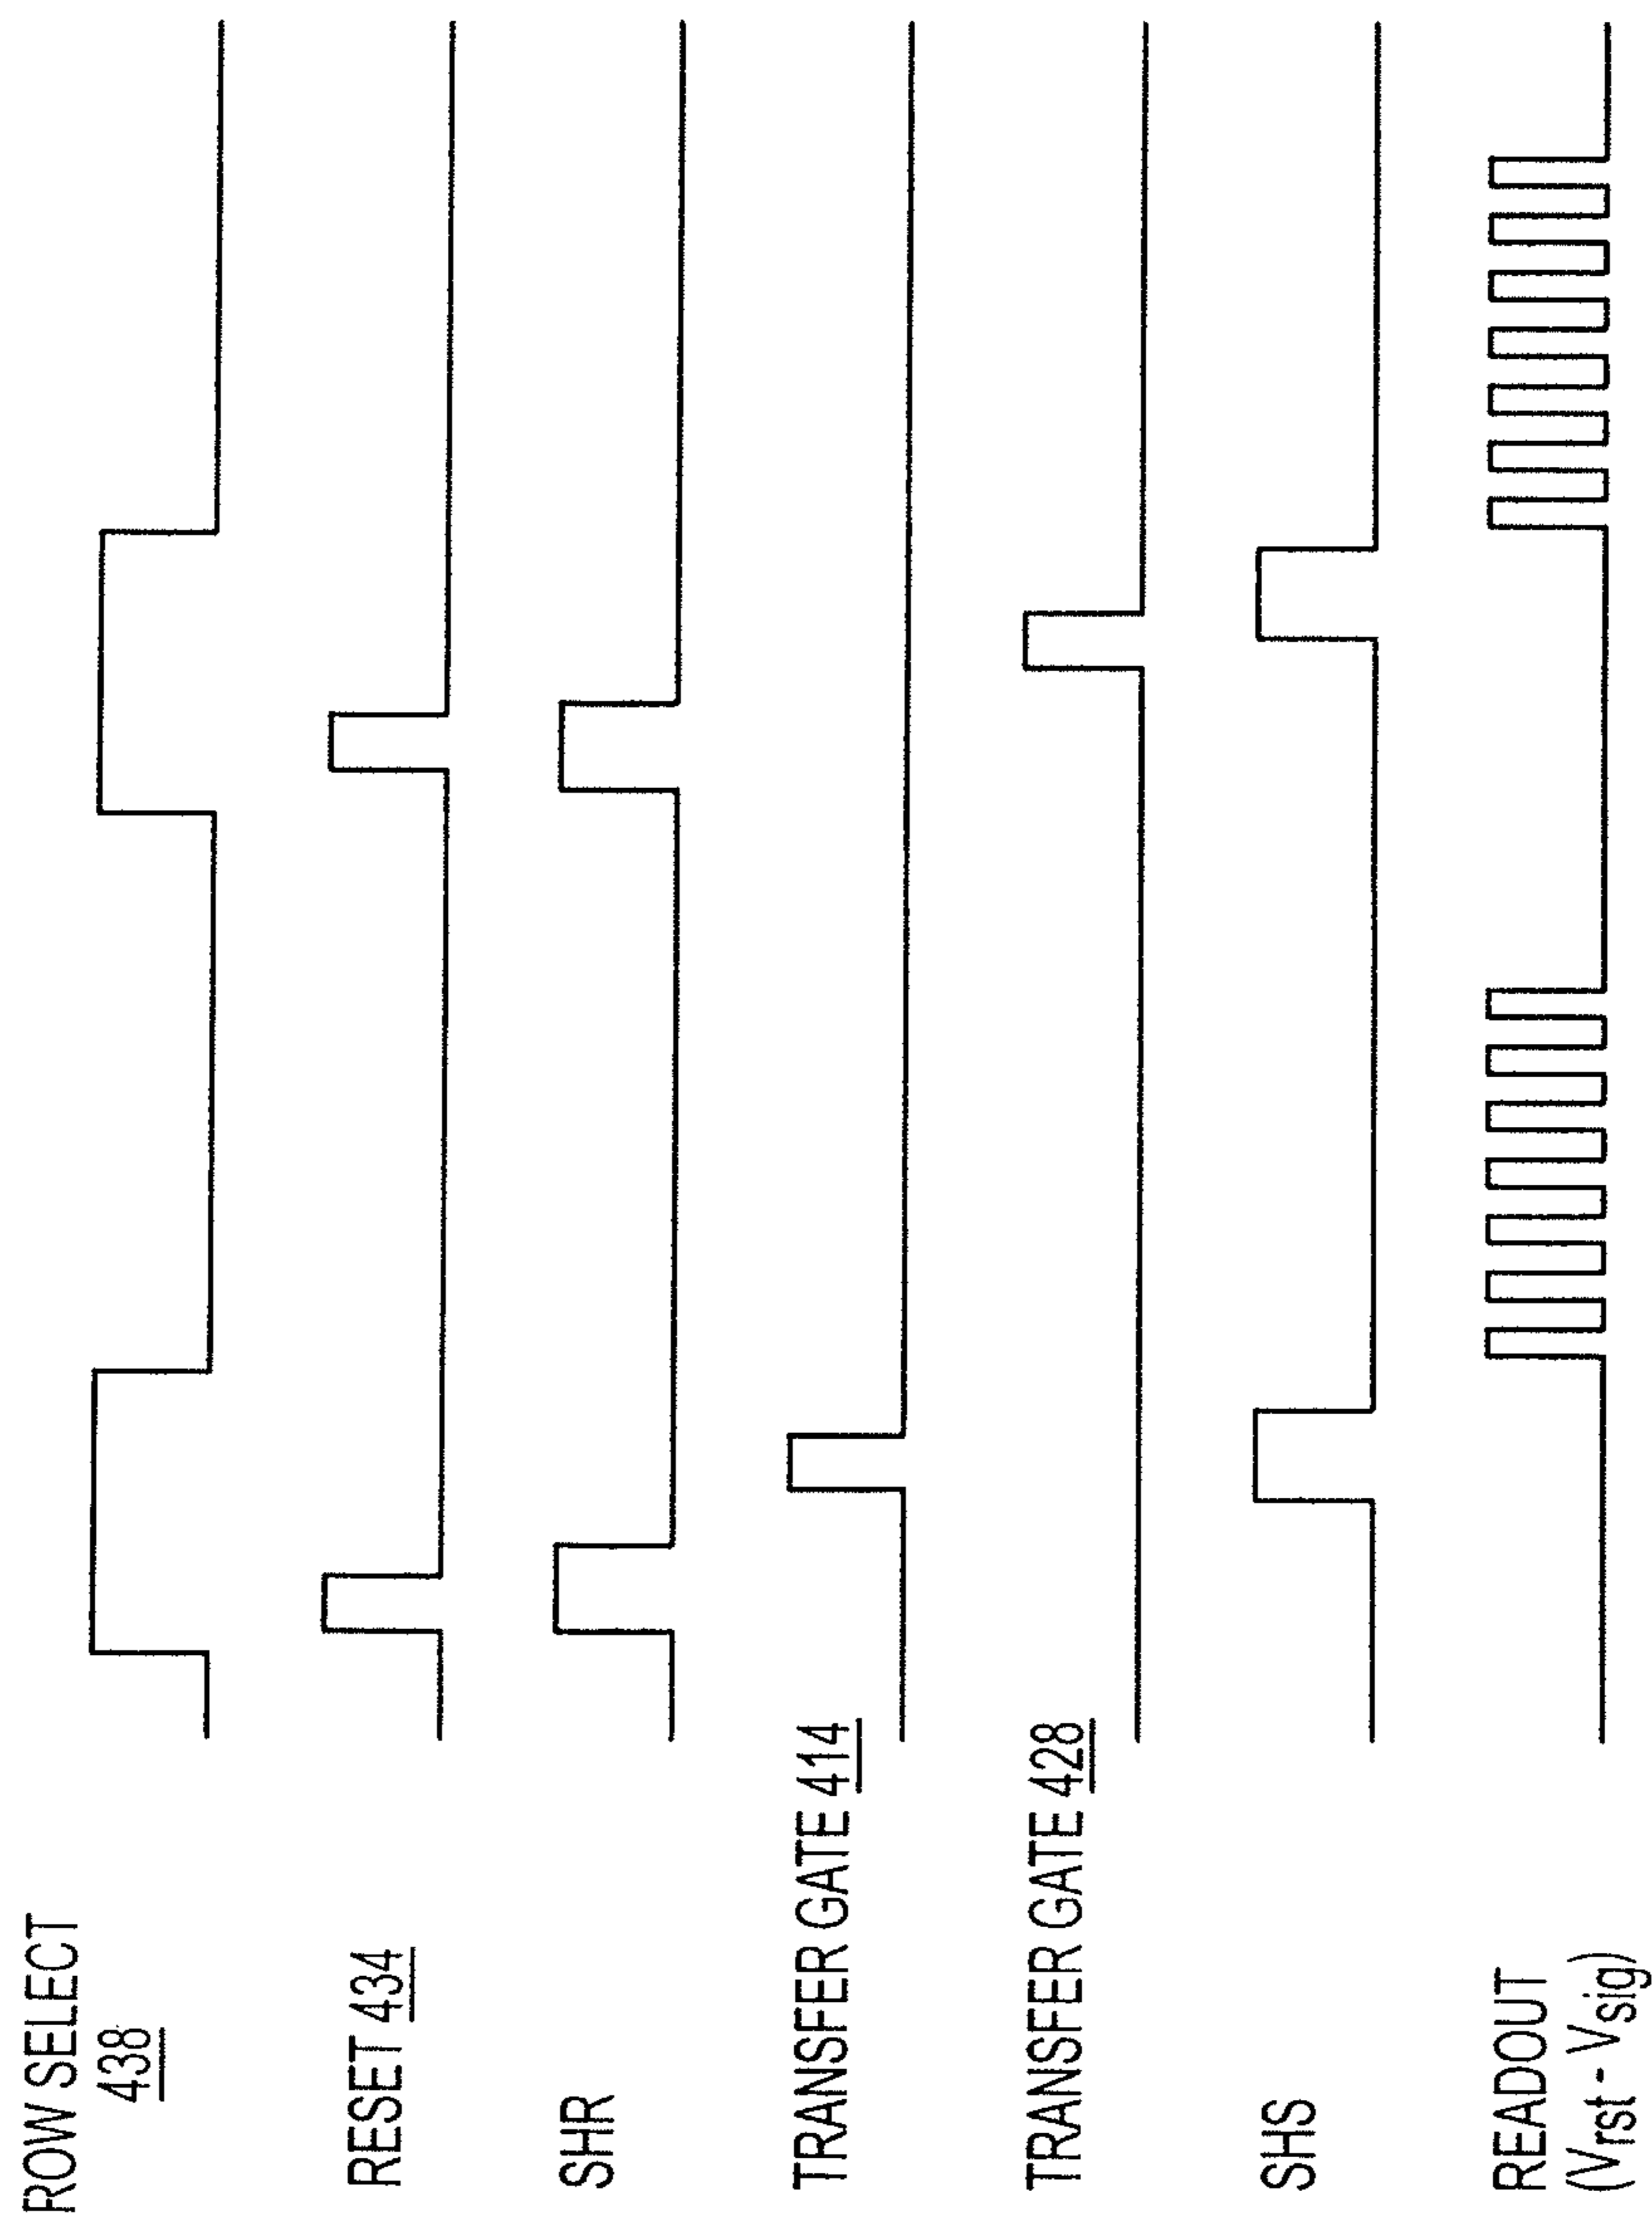 ROW SELECT
438
RESET 434
SHR
TRANSFER GATE 414
TRANSFER GATE 428
SHS
READOUT
(Vrst - Vsig)